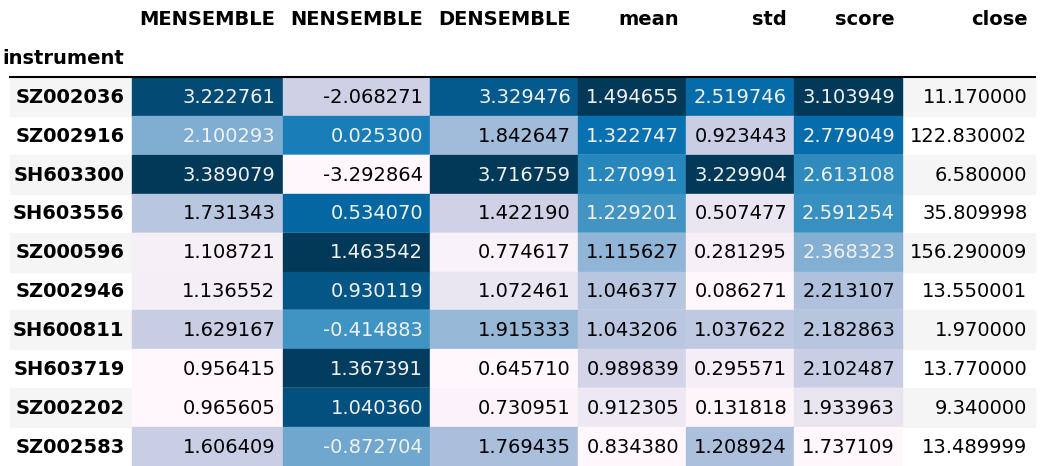 MENSEMBLE NENSEMBLE DENSEMBLE mean std score close
instrument
SZ002036 3.222761 -2.068271 3.329476 1.494655 2.519746 3.103949 11.170000
SZ002916 2.100293 0.025300 1.842647 1.322747 0.923443 2.779049 122.830002
SH603300 3.389079 -3.292864 3.716759 1.270991 3.229904 2.613108 6.580000
SH603556 1.731343 0.534070 1.422190 1.229201 0.507477 2.591254 35.809998
SZ000596 1.108721 1.463542 0.774617 1.115627 0.281295 2.368323 156.290009
SZ002946 1.136552 0.930119 1.072461 1.046377 0.086271 2.213107 13.550001
SH600811 1.629167 -0.414883 1.915333 1.043206 1.037622 2.182863 1.970000
SH603719 0.956415 1.367391 0.645710 0.989839 0.295571 2.102487 13.770000
SZ002202 0.965605 1.040360 0.730951 0.912305 0.131818 1.933963 9.340000
SZ002583 1.606409 -0.872704 1.769435 0.834380 1.208924 1.737109 13.489999